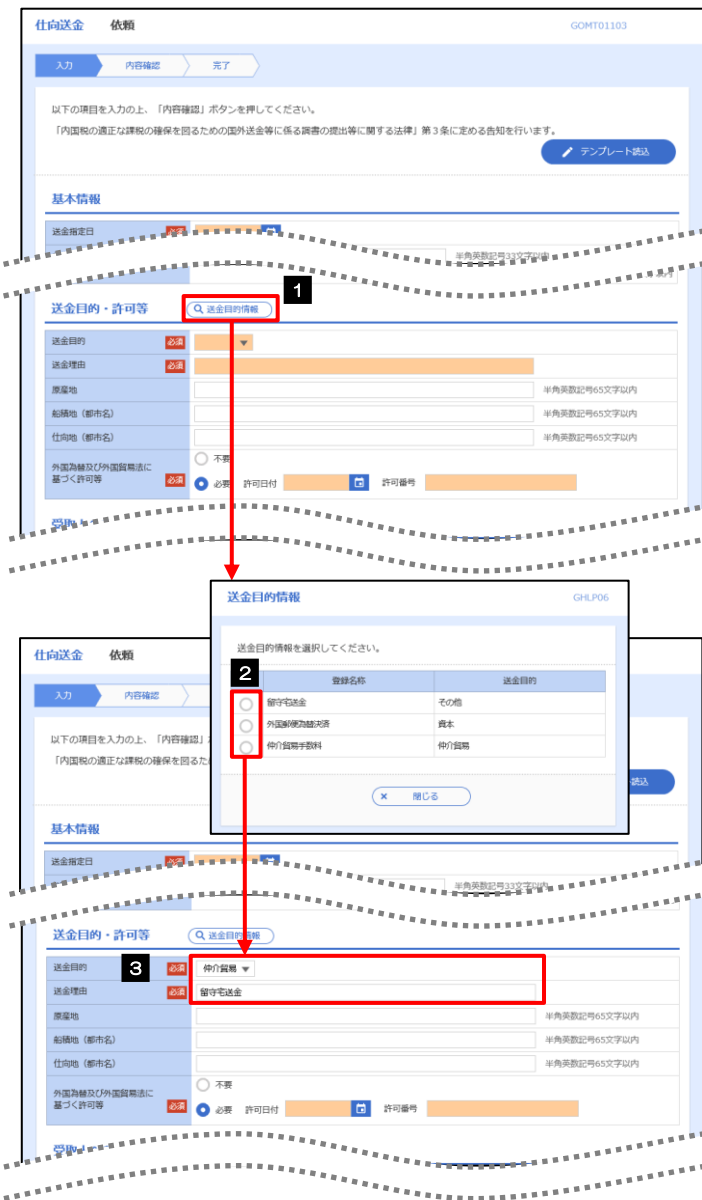 仕向送金 依頼 GOMT01103
入力 内容確認 完了
以下の項目を入力の上、「内容確認」ボタンを押してください。
「内国税の適正な課税の確保を図るための国外送金等に係る調書の提出等に関する法律」第3条に定める告知を行います。
テンプレート読込
基本情報
送金指定日 必須
半角英数記号33文字以内
1
送金目的・許可等 送金目的情報
送金目的 必須
送金理由 必須
原産地 半角英数記号65文字以内
船積地（都市名） 半角英数記号65文字以内
仕向地（都市名） 半角英数記号65文字以内
外国為替及び外国貿易法に
基づく許可等 必須
不要
必要 許可日付 許可番号
送金目的情報 GHLP06
送金目的情報を選択してください。
2
登録名称 送金目的
留守宅送金 その他
外国郵便為替決済 資本
仲介貿易手数料 仲介貿易
× 閉じる
仕向送金 依頼
入力 内容確認
以下の項目を入力の上、「内容確認」
「内国税の適正な課税の確保を図るため
読込
基本情報
送金指定日 必須
半角英数記号33文字以内
送金目的・許可等 送金目的情報
3
送金目的 必須 仲介貿易
送金理由 必須 留守宅送金
原産地 半角英数記号65文字以内
船積地（都市名） 半角英数記号65文字以内
仕向地（都市名） 半角英数記号65文字以内
外国為替及び外国貿易法に
基づく許可等 必須
不要
必要 許可日付 許可番号